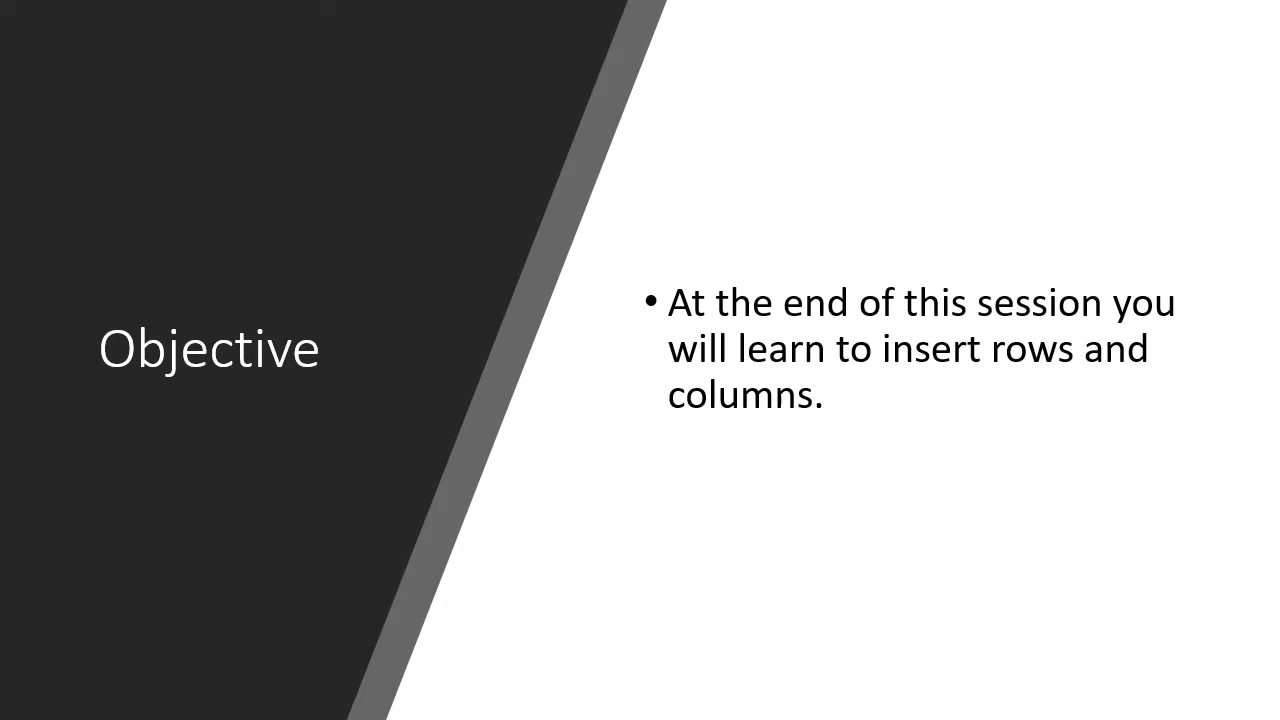 Objective
• At the end of this session you
will learn to insert rows and
columns.